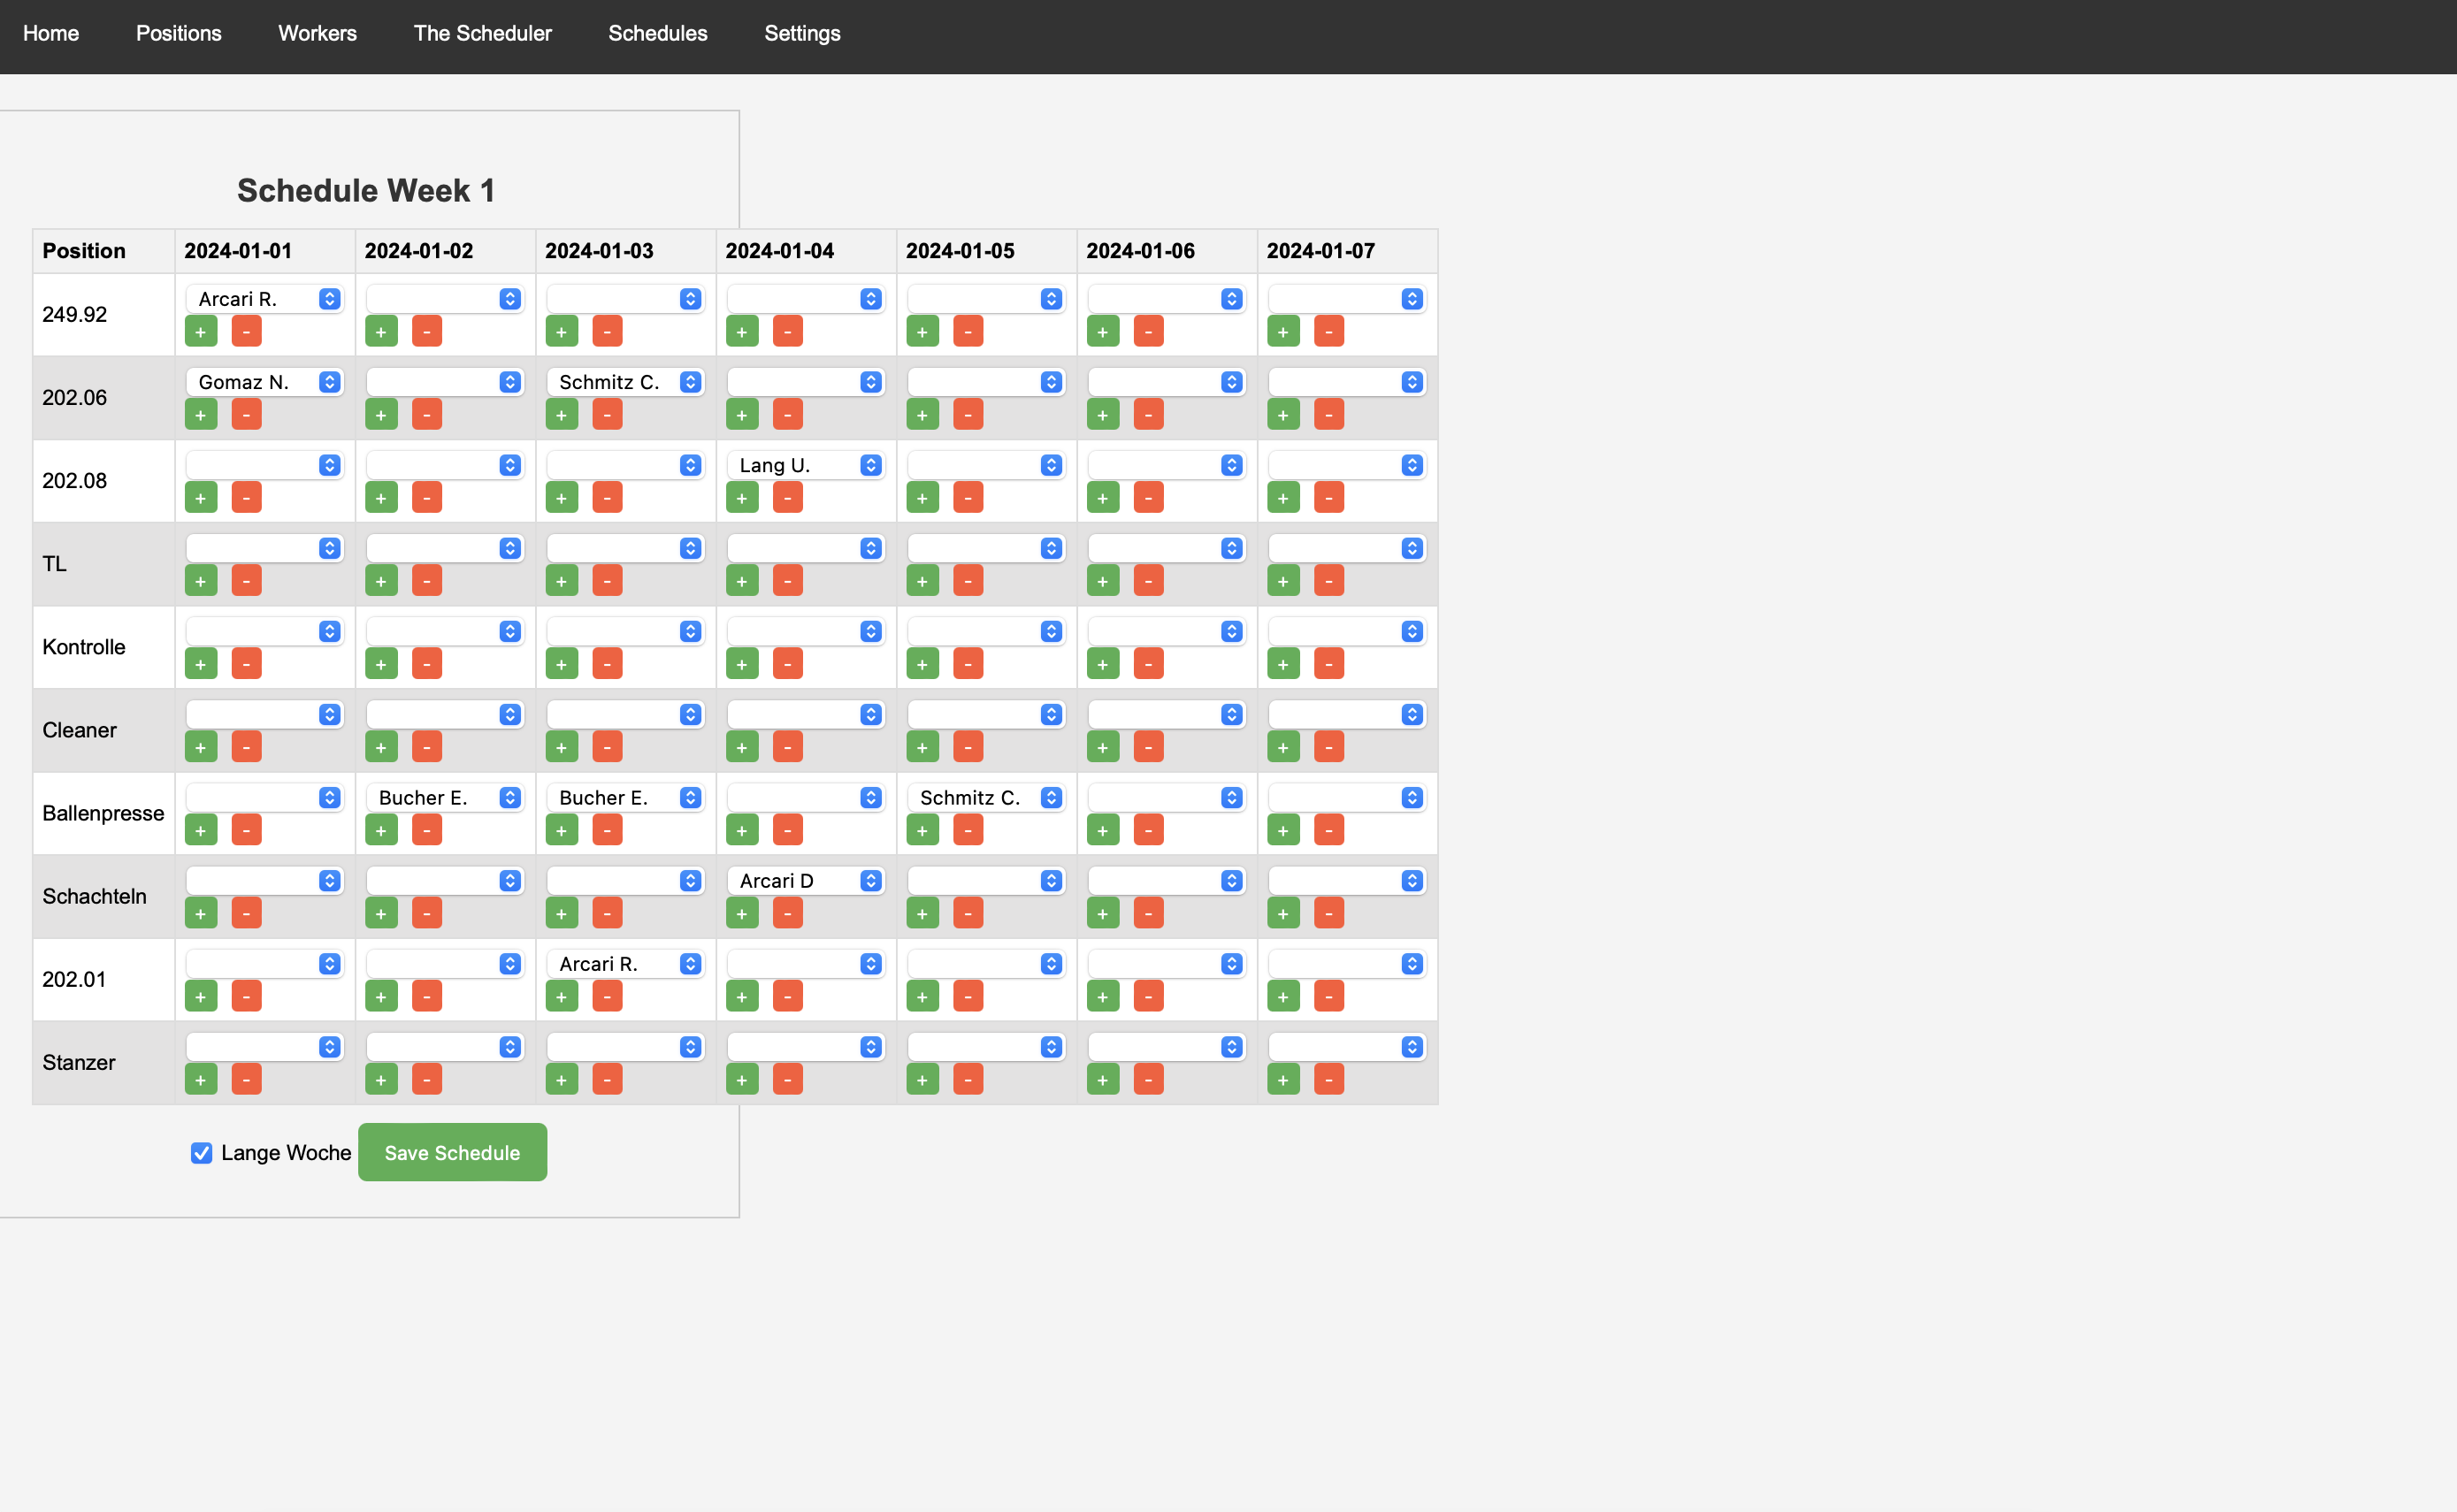 Home Positions Workers The Scheduler Schedules Settings
Schedule Week 1
Position 2024-01-01 2024-01-02 2024-01-03 2024-01-04 2024-01-05 2024-01-06 2024-01-07
249.92 Arcari R.
+ - + - + - + - + - + - + -
202.06 Gomaz N. Schmitz C.
+ - + - + - + - + - + - + -
202.08 Lang U.
+ - + - + - + - + - + - + -
TL
+ - + - + - + - + - + - + -
Kontrolle
+ - + - + - + - + - + - + -
Cleaner
+ - + - + - + - + - + - + -
Ballenpresse Bucher E. Bucher E. Schmitz C.
+ - + - + - + - + - + - + -
Schachteln Arcari D
+ - + - + - + - + - + - + -
202.01 Arcari R.
+ - + - + - + - + - + - + -
Stanzer
+ - + - + - + - + - + - + -
Lange Woche Save Schedule